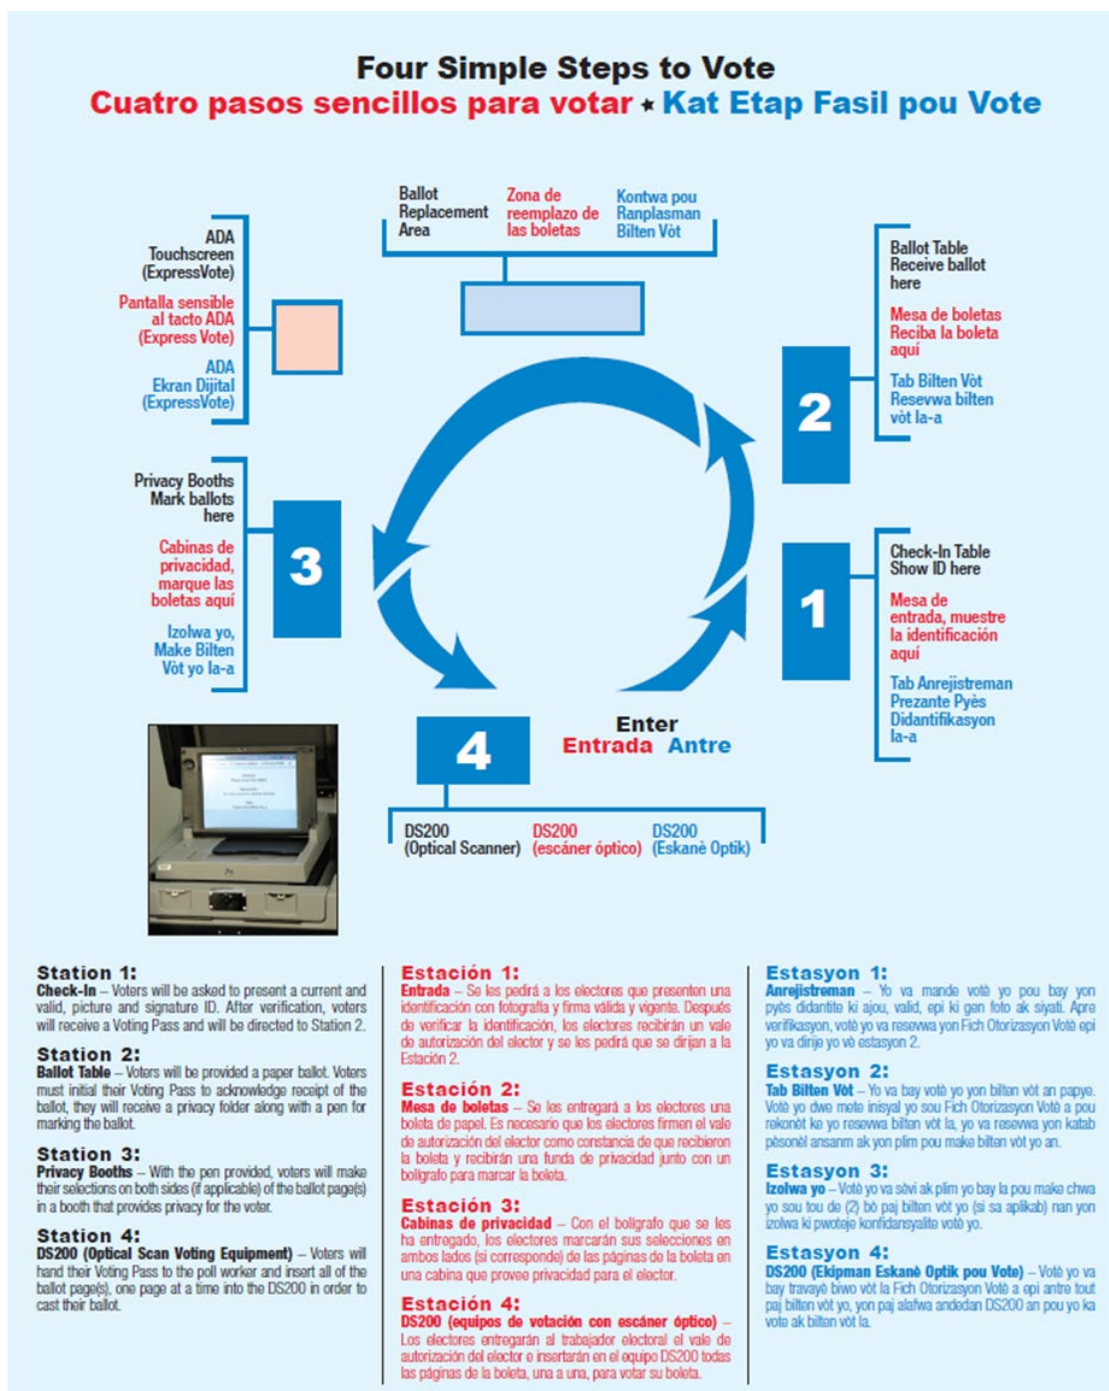 Four Simple Steps to Vote
Cuatro pasos sencillos para votar ★ Kat Etap Fasil pou Vote
Ballot
Replacement
Area
Zona de
reemplazo de
las boletas
Kontwa pou
Ranplasman
Bilten Vòt
ADA
Touchscreen
(ExpressVote)
Pantalla sensible
al tacto ADA
(Express Vote)
ADA
Ekran Dijital
(ExpressVote)
Ballot Table
Receive ballot
here
Mesa de boletas
Reciba la boleta
aquí
Tab Bilten Vòt
Resevwa bilten
vòt la-a
2
Privacy Booths
Mark ballots
here
Cabinas de
privacidad,
marque las
boletas aquí
Izolwa yo,
Make Bilten
Vòt yo la-a
3
1
Check-In Table
Show ID here
Mesa de
entrada, muestre
la identificación
aquí
Tab Anrejistreman
Prezante Pyès
Didantifikasyon
la-a
Enter
Entrada Antre
4
DS200
(Optical Scanner)
DS200
(escáner óptico)
DS200
(Eskanè Optik)
Station 1:
Check-In – Voters will be asked to present a current and
valid, picture and signature ID. After verification, voters
will receive a Voting Pass and will be directed to Station 2.
Station 2:
Ballot Table – Voters will be provided a paper ballot. Voters
must initial their Voting Pass to acknowledge receipt of the
ballot, they will receive a privacy folder along with a pen for
marking the ballot.
Station 3:
Privacy Booths – With the pen provided, voters will make
their selections on both sides (if applicable) of the ballot page(s)
in a booth that provides privacy for the voter.
Station 4:
DS200 (Optical Scan Voting Equipment) – Voters will
hand their Voting Pass to the poll worker and insert all of the
ballot page(s), one page at a time into the DS200 in order to
cast their ballot.
Estación 1:
Entrada – Se les pedirá a los electores que presenten una
identificación con fotografía y firma válida y vigente. Después
de verificar la identificación, los electores recibirán un vale
de autorización del elector y se les pedirá que se dirijan a la
Estación 2.
Estación 2:
Mesa de boletas – Se les entregará a los electores una
boleta de papel. Es necesario que los electores firmen el vale
de autorización del elector como constancia de que recibieron
la boleta y recibirán una funda de privacidad junto con un
bolígrafo para marcar la boleta.
Estación 3:
Cabinas de privacidad – Con el bolígrafo que se les
ha entregado, los electores marcarán sus selecciones en
ambos lados (si corresponde) de las páginas de la boleta en
una cabina que provee privacidad para el elector.
Estación 4:
DS200 (equipos de votación con escáner óptico) –
Los electores entregarán al trabajador electoral el vale de
autorización del elector e insertarán en el equipo DS200 todas
las páginas de la boleta, una a una, para votar su boleta.
Estasyon 1:
Anrejistreman – Yo va mande votè yo pou bay yon
pyès didantite ki ajou, valid, epi ki gen foto ak siyati. Apre
verifikasyon, votè yo va resevwa yon Fich Otorizasyon Votè epi
yo va dirije yo vè estasyon 2.
Estasyon 2:
Tab Bilten Vòt – Yo va bay votè yo yon bilten vòt an papye.
Votè yo dwe mete inisyal yo sou Fich Otorizasyon Votè a pou
rekonèt ke yo resevwa bilten vòt la, yo va resevwa yon katab
pèsonèl ansanm ak yon plim pou make bilten vòt yo an.
Estasyon 3:
Izolwa yo – Votè yo va sèvi ak plim yo bay la pou make chwa
yo sou tou de (2) bò paj bilten vòt yo (si sa aplikab) nan yon
izolwa ki pwoteje konfidansyalite votè yo.
Estasyon 4:
DS200 (Ekipman Eskanè Optik pou Vote) – Votè yo va
bay travayè biwo vòt la Fich Otorizasyon Votè a epi antre tout
paj bilten vòt yo, yon paj alafwa andedan DS200 an pou yo ka
vote ak bilten vòt la.